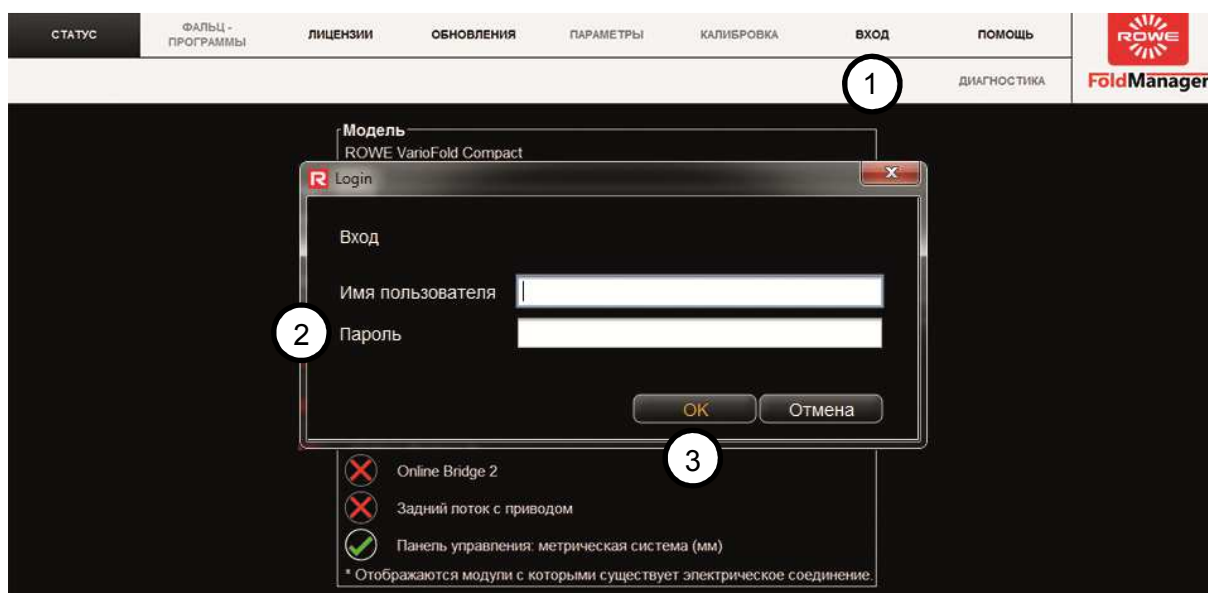 СТАТУС
ФАЛЬЦ -
ПРОГРАММЫ
ЛИЦЕНЗИИ
ОБНОВЛЕНИЯ
ПАРАМЕТРЫ
КАЛИБРОВКА
ВХОД
ПОМОЩЬ
ROWE
1
ДИАГНОСТИКА
FoldManager
Модель
ROWE VarioFold Compact
R Login
X
Вход
Имя пользователя
2
Пароль
OK
Отмена
3
Online Bridge 2
Задний лоток с приводом
Панель управления: метрическая система (мм)
* Отображаются модули с которыми существует электрическое соединение.